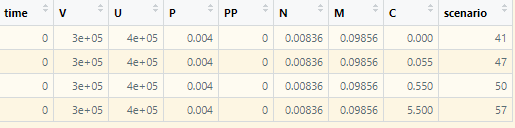 time V U P PP N M C scenario
0 3e+05 4e+05 0.004 0 0.00836 0.09856 0.000 41
0 3e+05 4e+05 0.004 0 0.00836 0.09856 0.055 47
0 3e+05 4e+05 0.004 0 0.00836 0.09856 0.550 50
0 3e+05 4e+05 0.004 0 0.00836 0.09856 5.500 57